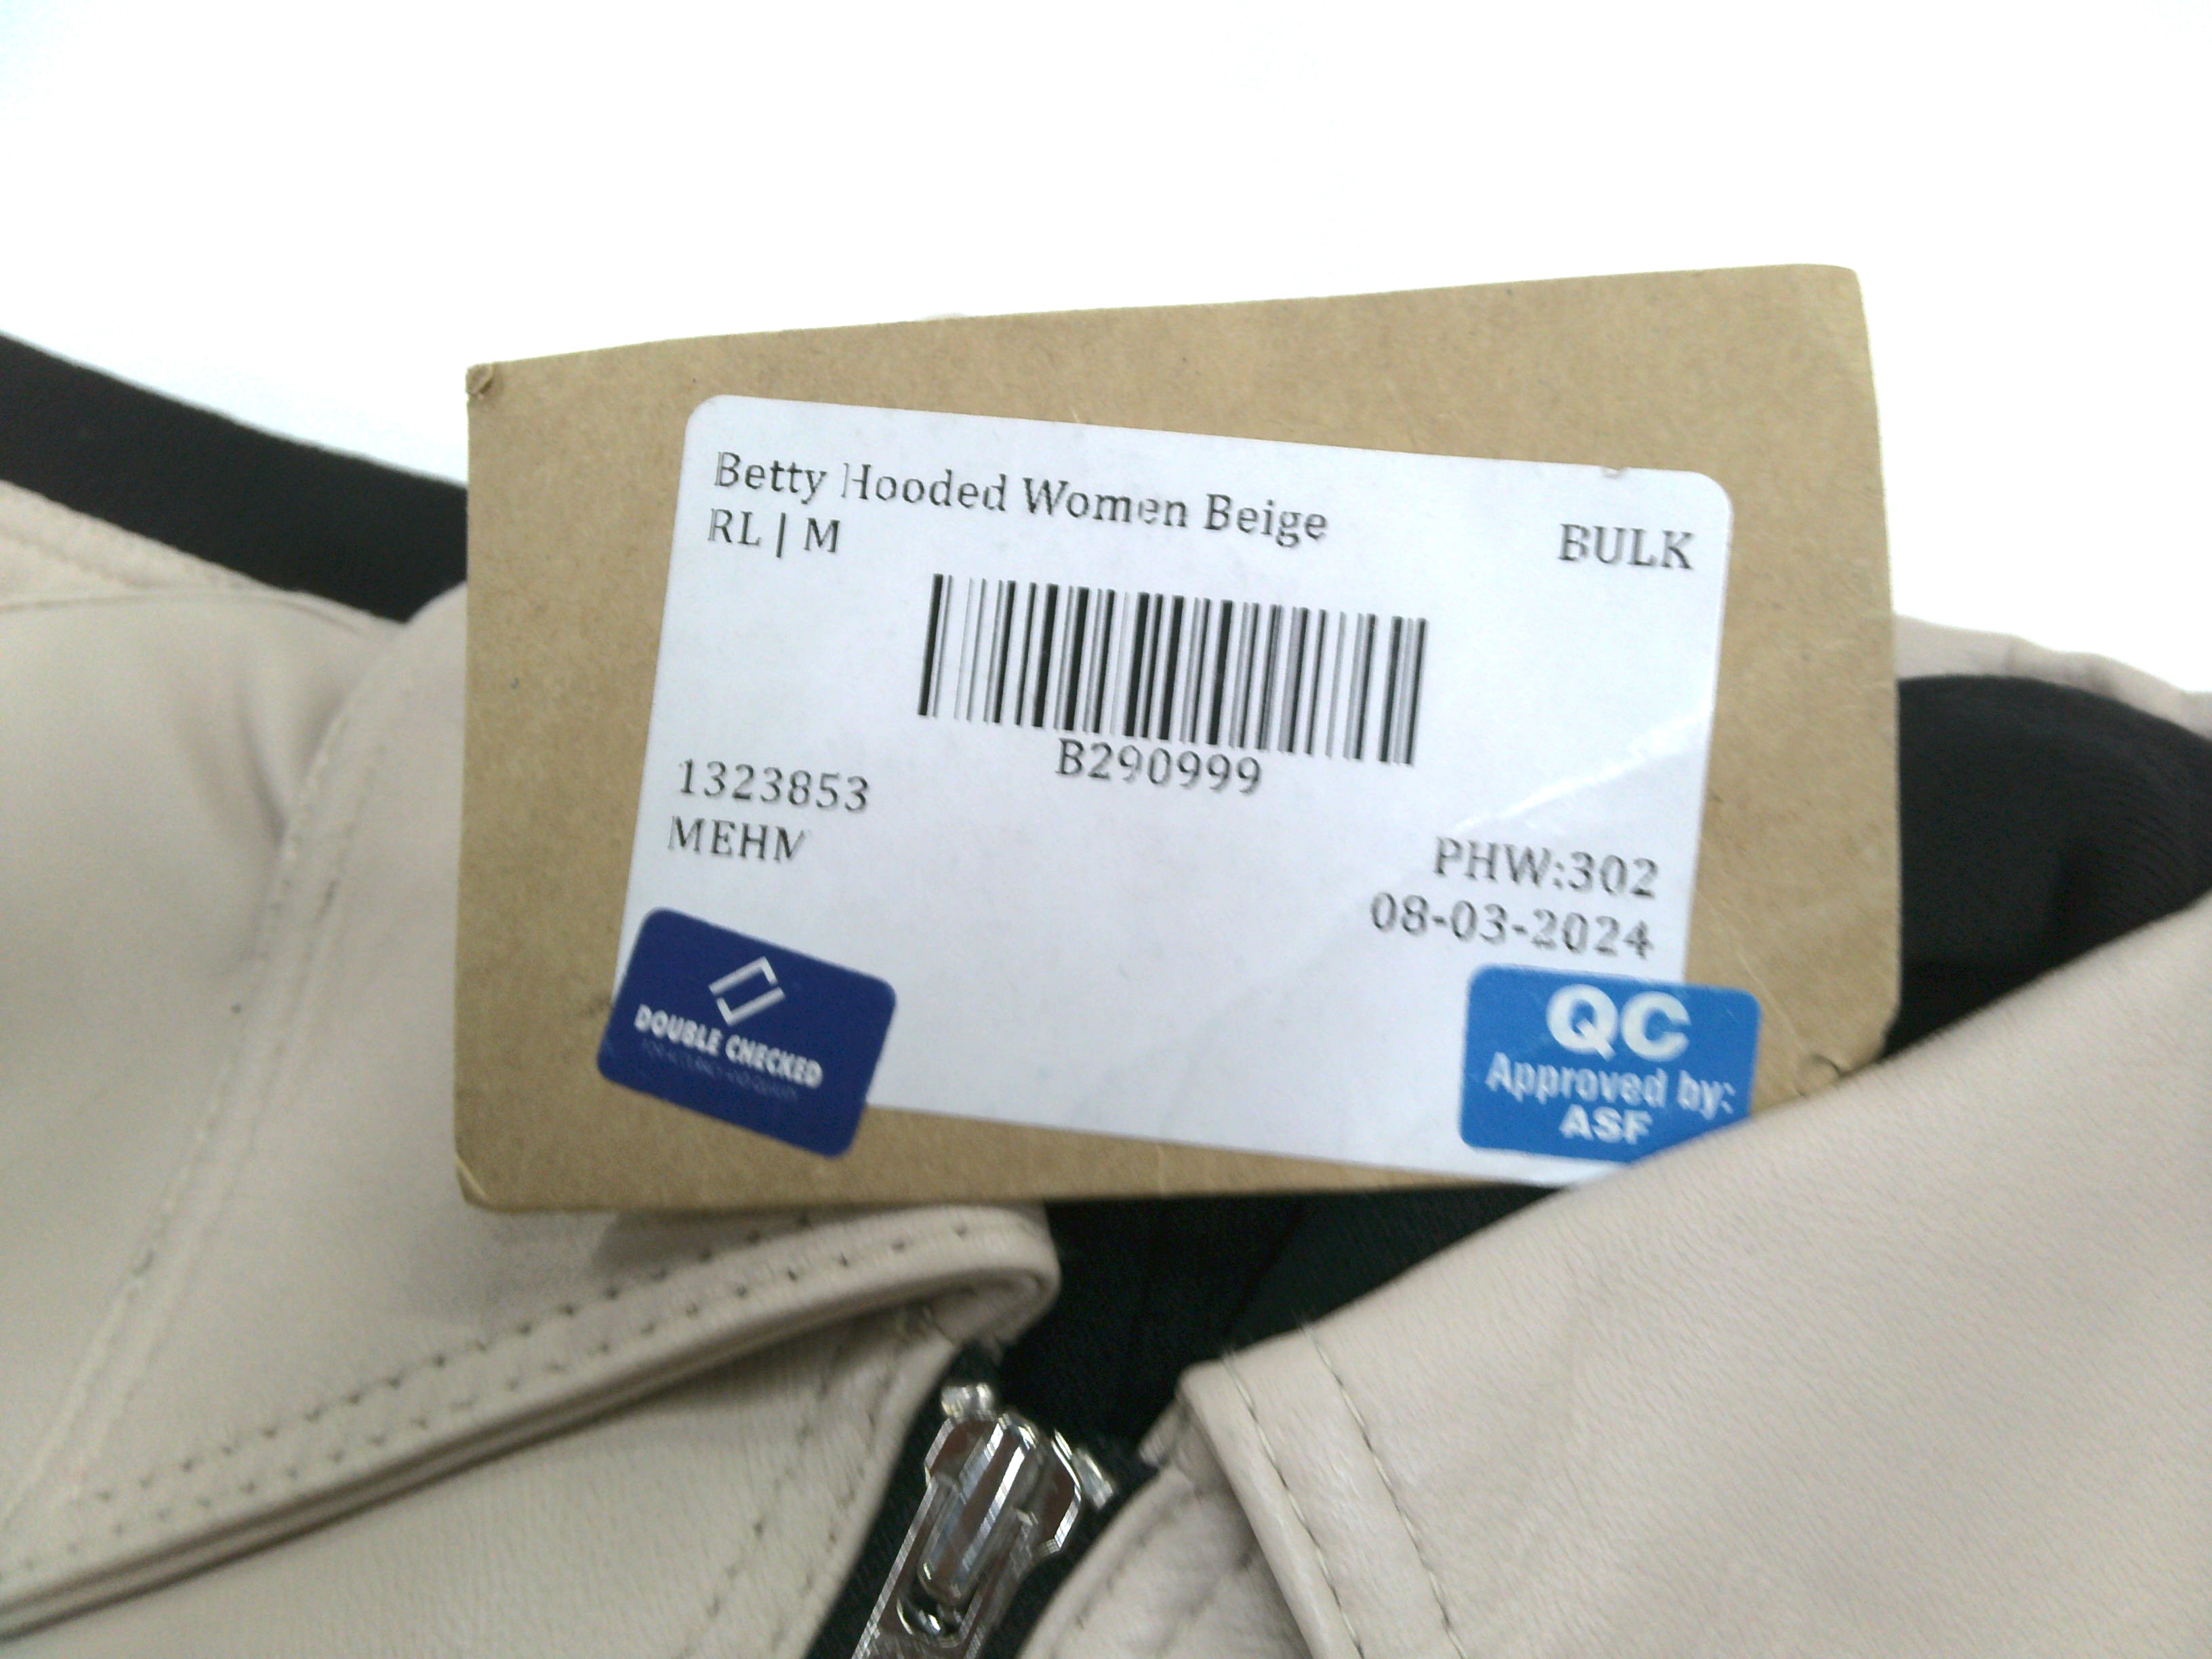 Betty Hooded Women Beige
RL | M
BULK
B290999
1323853
MEHM
PHW:302
08-03-2024
DOUBLE CHECKED
QC
Approved by:
ASF